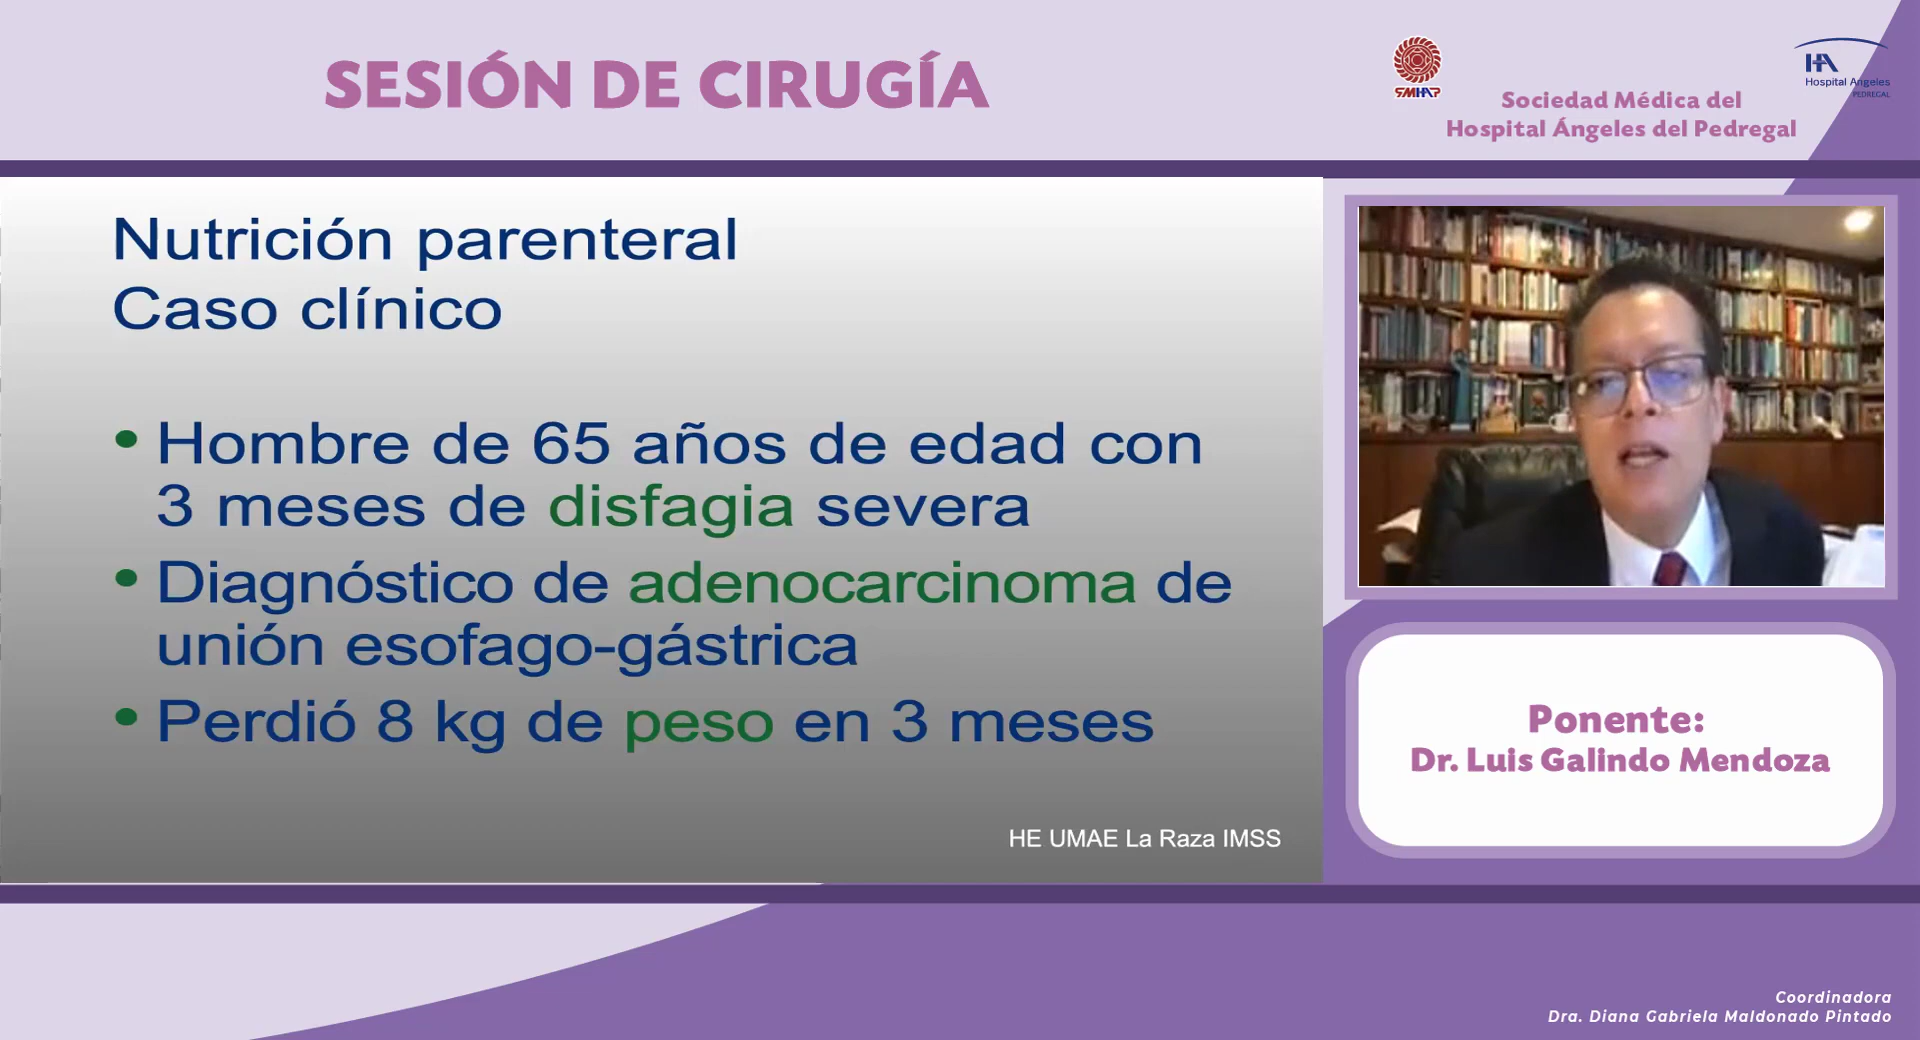 SESIÓN DE CIRUGÍA
SMHAP
Sociedad Médica del
Hospital Ángeles del Pedregal
HA
Hospital Angeles
PEDREGAL
Nutrición parenteral
Caso clínico
• Hombre de 65 años de edad con
3 meses de disfagia severa
• Diagnóstico de adenocarcinoma de
unión esofago-gástrica
• Perdió 8 kg de peso en 3 meses
HE UMAE La Raza IMSS
Ponente:
Dr. Luis Galindo Mendoza
Coordinadora
Dra. Diana Gabriela Maldonado Pintado